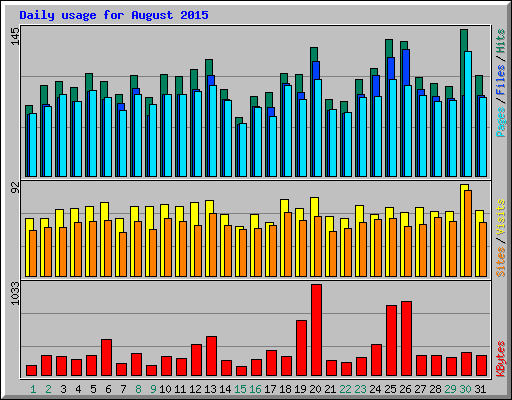 Daily usage for August 2015
145
Pages / Files / Hits
92
Sites / Visits
1033
KBytes
1 2 3 4 5 6 7 8 9 10 11 12 13 14 15 16 17 18 19 20 21 22 23 24 25 26 27 28 29 30 31